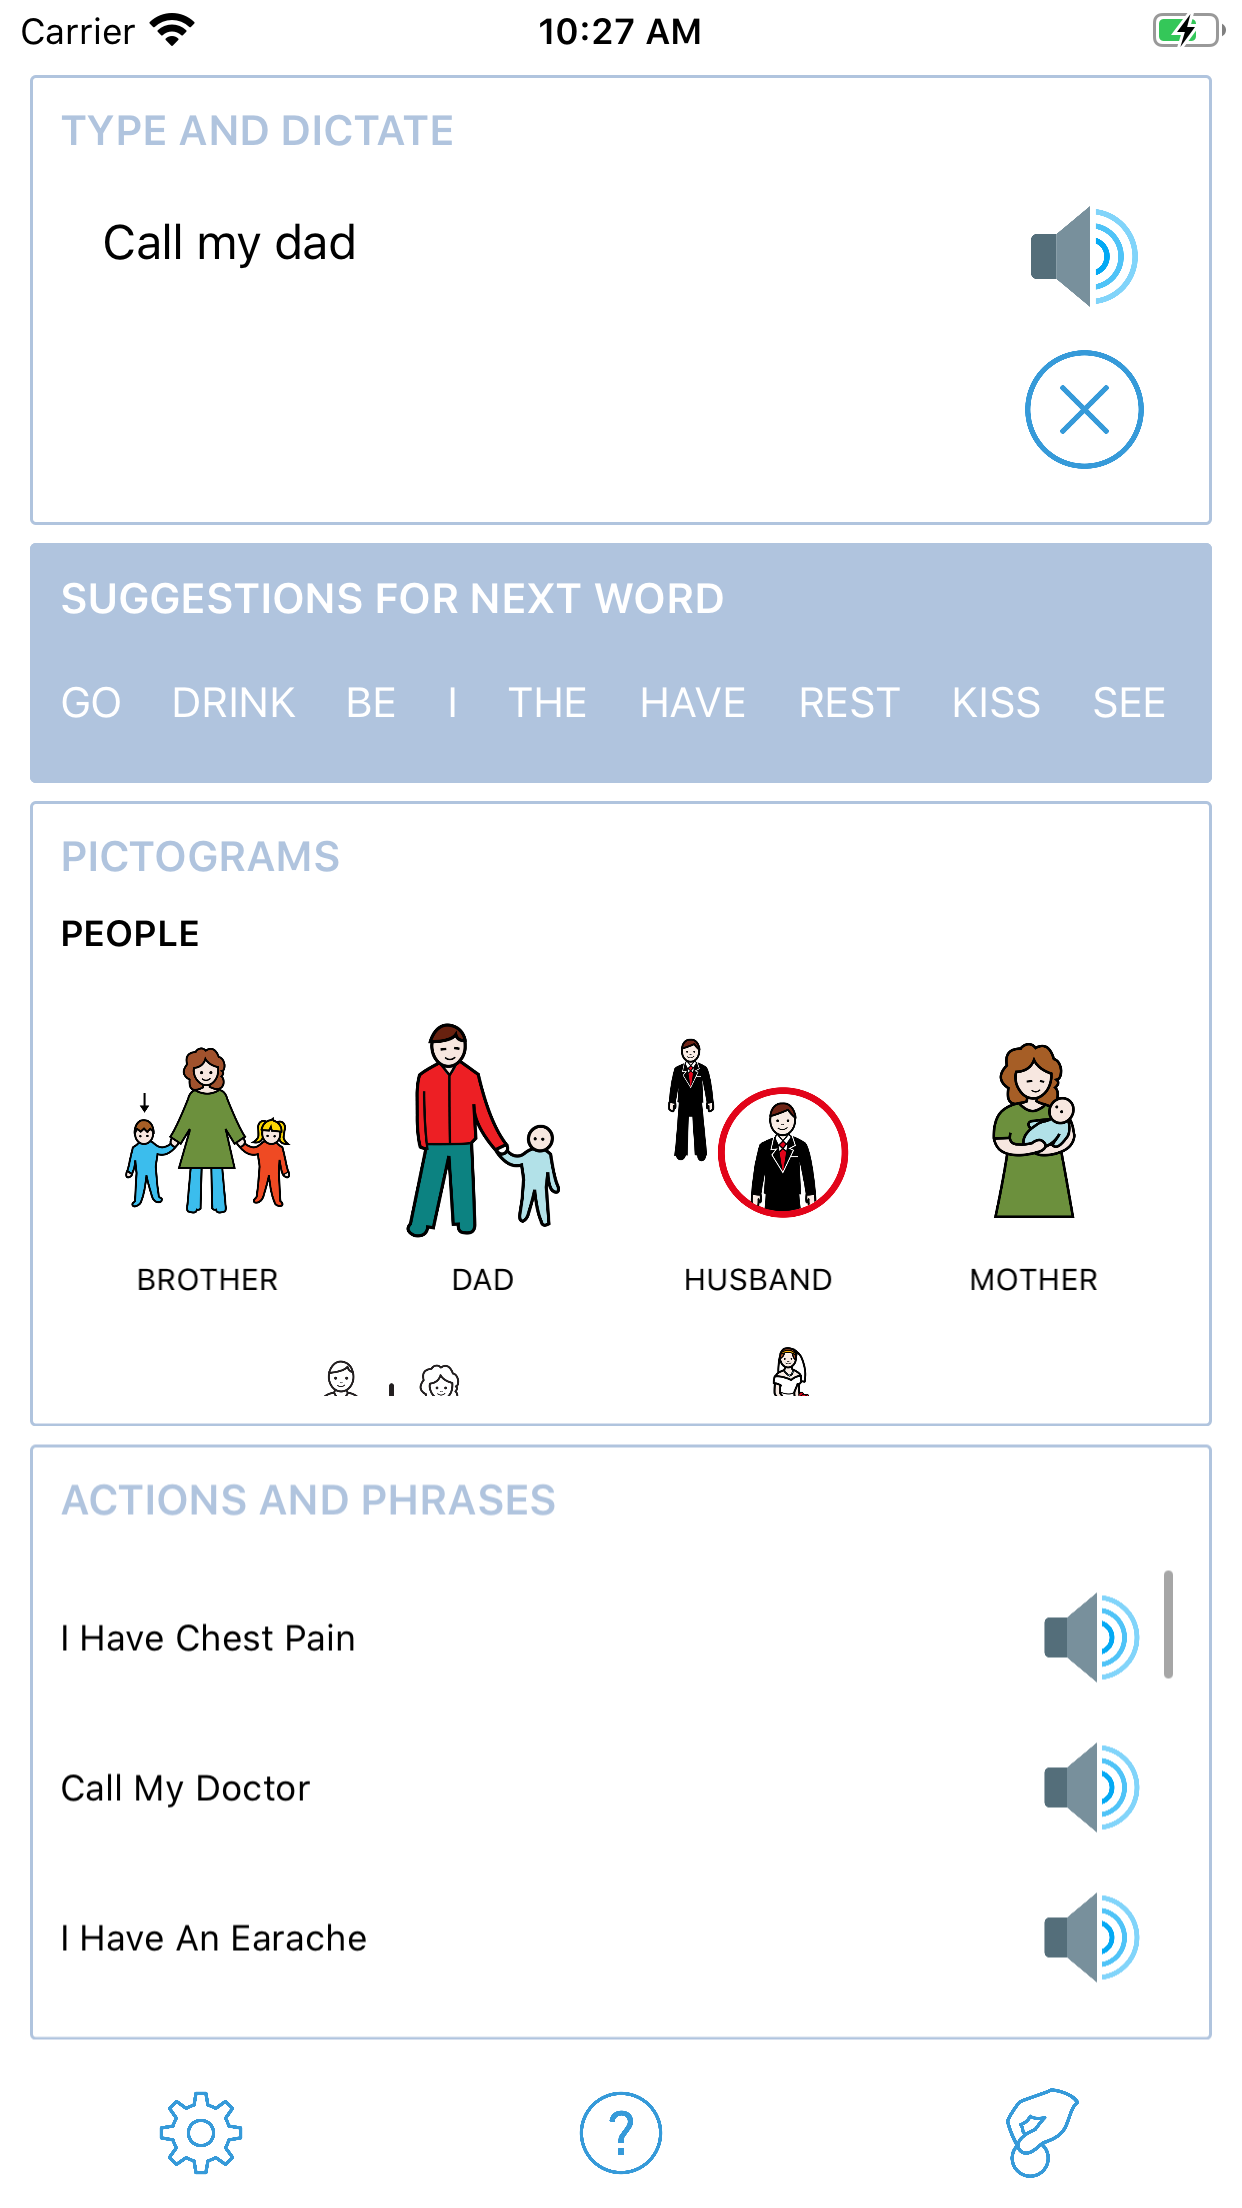 Carrier 10:27 AM
TYPE AND DICTATE
Call my dad
SUGGESTIONS FOR NEXT WORD
GO DRINK BE I THE HAVE REST KISS SEE
PICTOGRAMS
PEOPLE
BROTHER DAD HUSBAND MOTHER
ACTIONS AND PHRASES
I Have Chest Pain
Call My Doctor
I Have An Earache
?